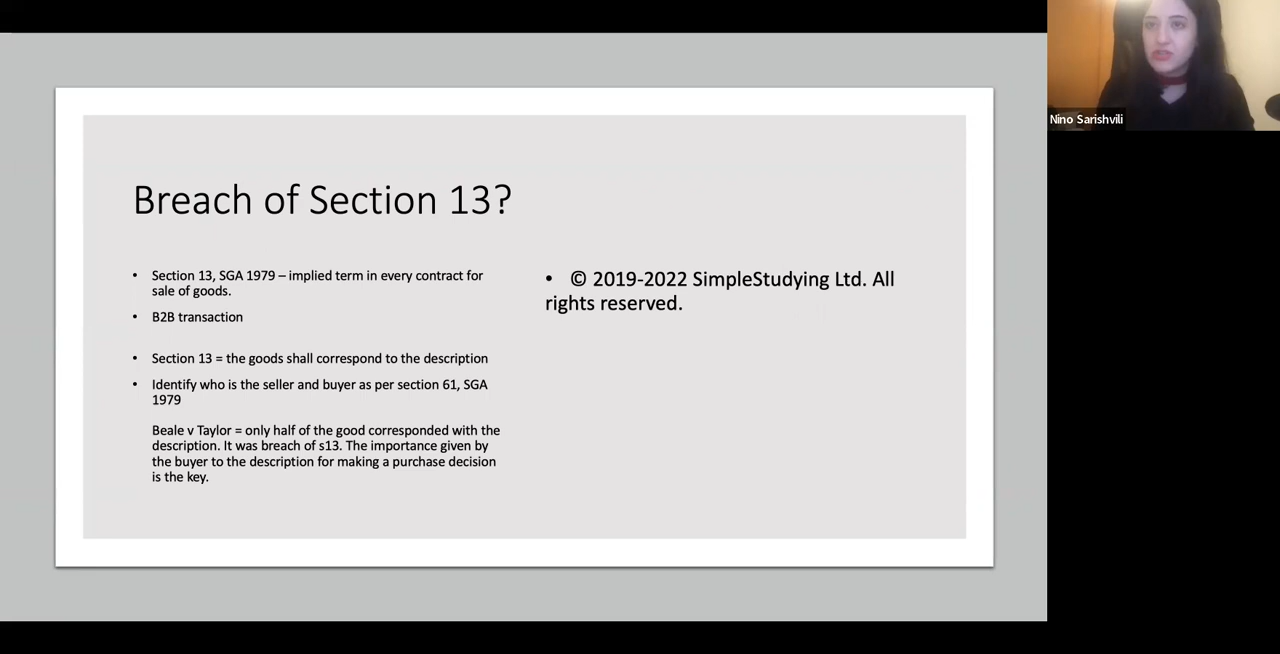 Breach of Section 13?
• Section 13, SGA 1979 – implied term in every contract for
sale of goods.
• B2B transaction
• Section 13 = the goods shall correspond to the description
• Identify who is the seller and buyer as per section 61, SGA
1979
Beale v Taylor = only half of the good corresponded with the
description. It was breach of s13. The importance given by
the buyer to the description for making a purchase decision
is the key.
• © 2019-2022 SimpleStudying Ltd. All
rights reserved.
Nino Sarishvili